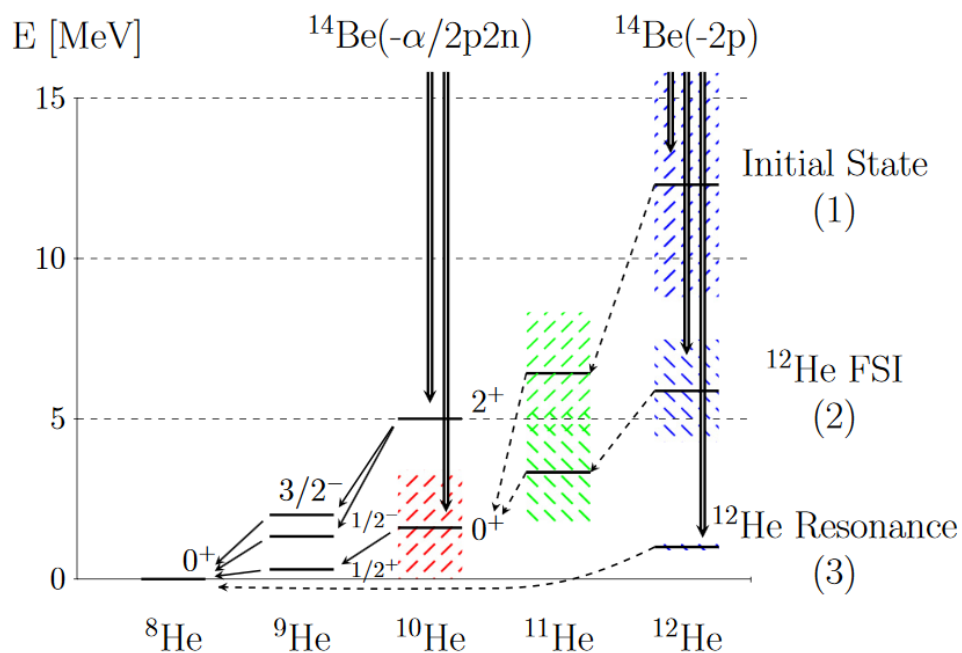 E [MeV] ¹⁴Be(-α/2p2n) ¹⁴Be(-2p)
15
Initial State
(1)
10
¹²He FSI
(2)
5
2⁺
3/2⁻
1/2⁻
0⁺
¹²He Resonance
(3)
0⁺
1/2⁺
0
⁸He ⁹He ¹⁰He ¹¹He ¹²He